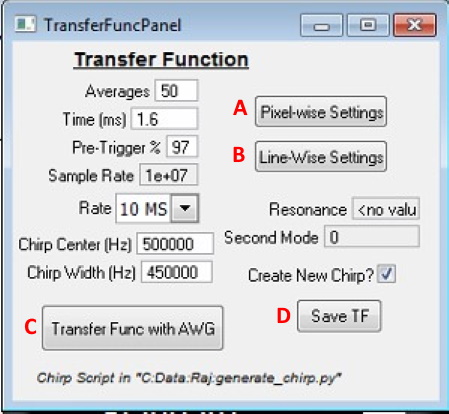 TransferFuncPanel
Transfer Function
Averages 50
Time (ms) 1.6
Pre-Trigger % 97
Sample Rate 1e+07
Rate 10 MS
Chirp Center (Hz) 500000
Chirp Width (Hz) 450000
A Pixel-wise Settings
B Line-Wise Settings
Resonance <no valu
Second Mode 0
Create New Chirp?
C Transfer Func with AWG
D Save TF
Chirp Script in "C:Data:Raj:generate_chirp.py"